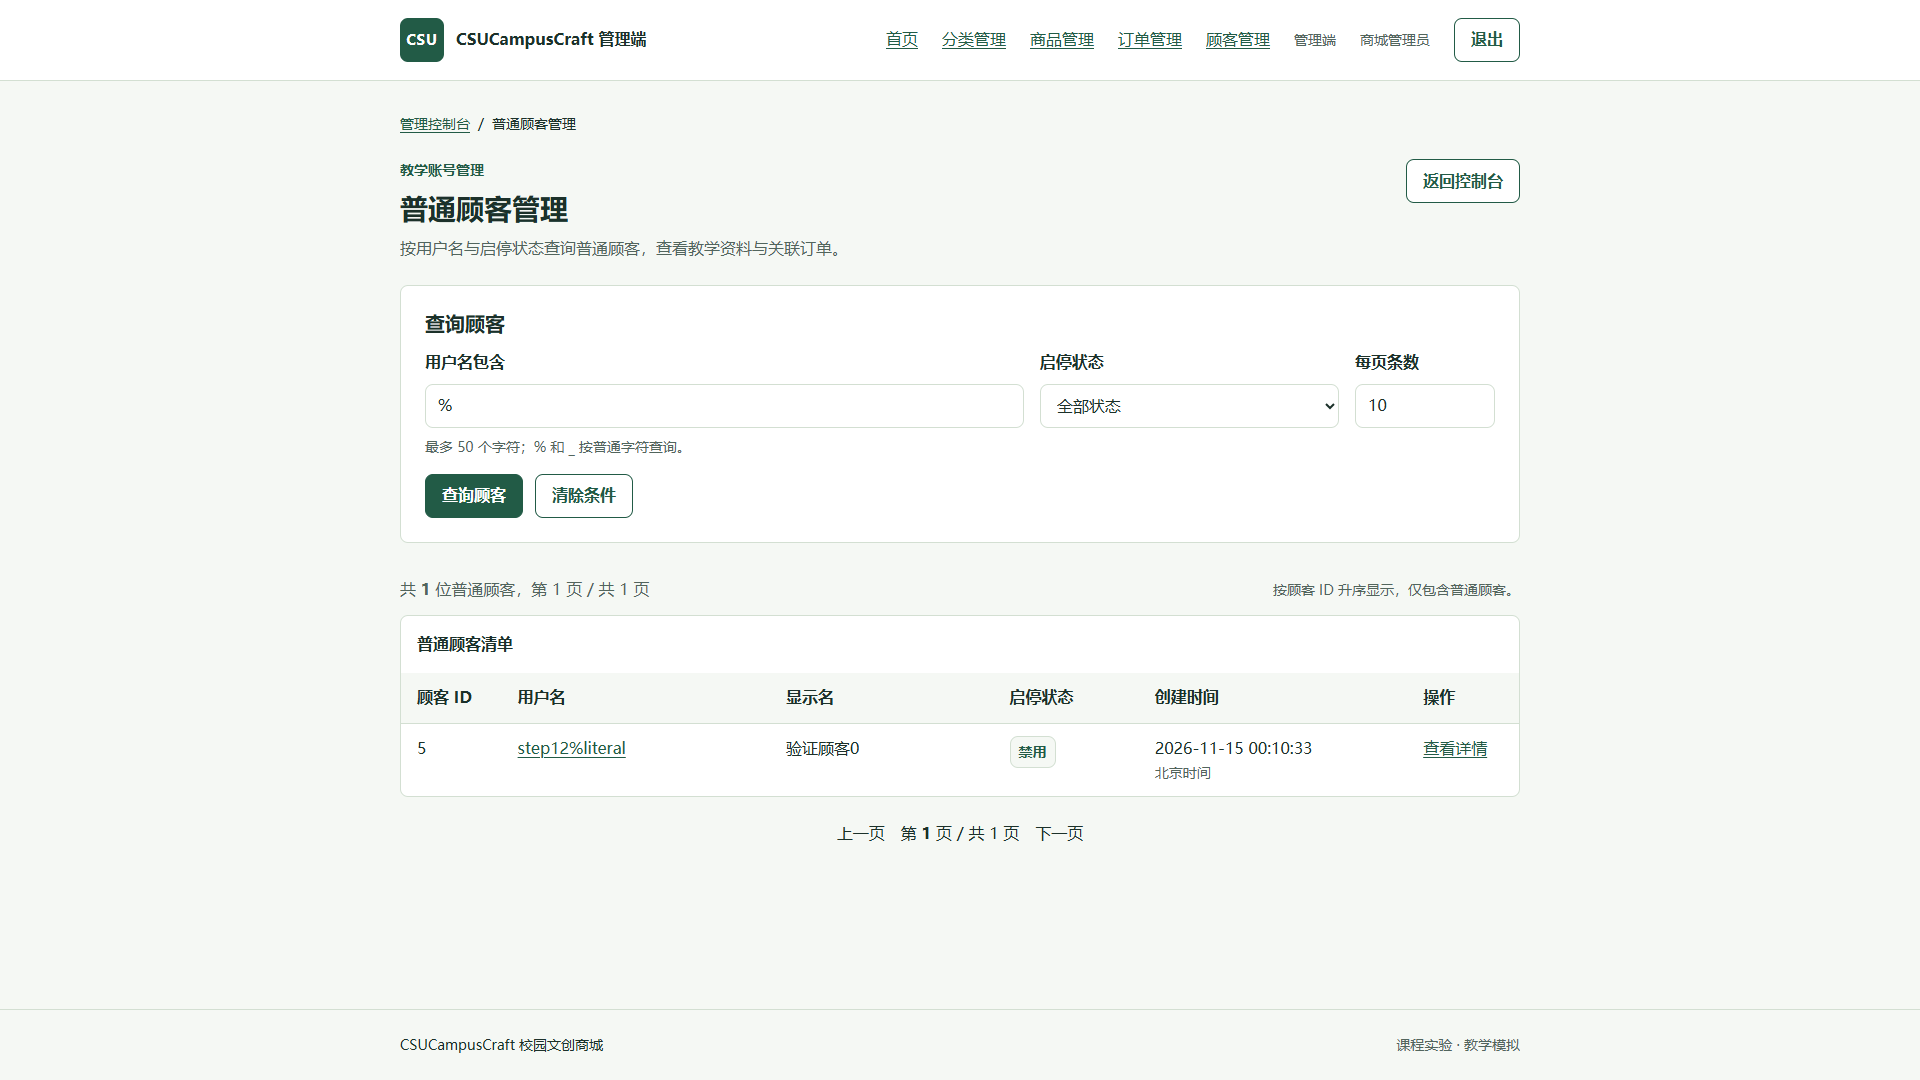 CSU CSUCampusCraft 管理端 首页 分类管理 商品管理 订单管理 顾客管理 管理端 商城管理员 退出
管理控制台 / 普通顾客管理
教学账号管理
返回控制台
普通顾客管理
按用户名与启停状态查询普通顾客，查看教学资料与关联订单。
查询顾客
用户名包含 启停状态 每页条数
% 全部状态 10
最多 50 个字符；% 和 _ 按普通字符查询。
查询顾客 清除条件
共 1 位普通顾客，第 1 页 / 共 1 页 按顾客 ID 升序显示，仅包含普通顾客。
普通顾客清单
顾客 ID 用户名 显示名 启停状态 创建时间 操作
5 step12%literal 验证顾客0 禁用 2026-11-15 00:10:33 查看详情
北京时间
上一页 第 1 页 / 共 1 页 下一页
CSUCampusCraft 校园文创商城 课程实验 · 教学模拟